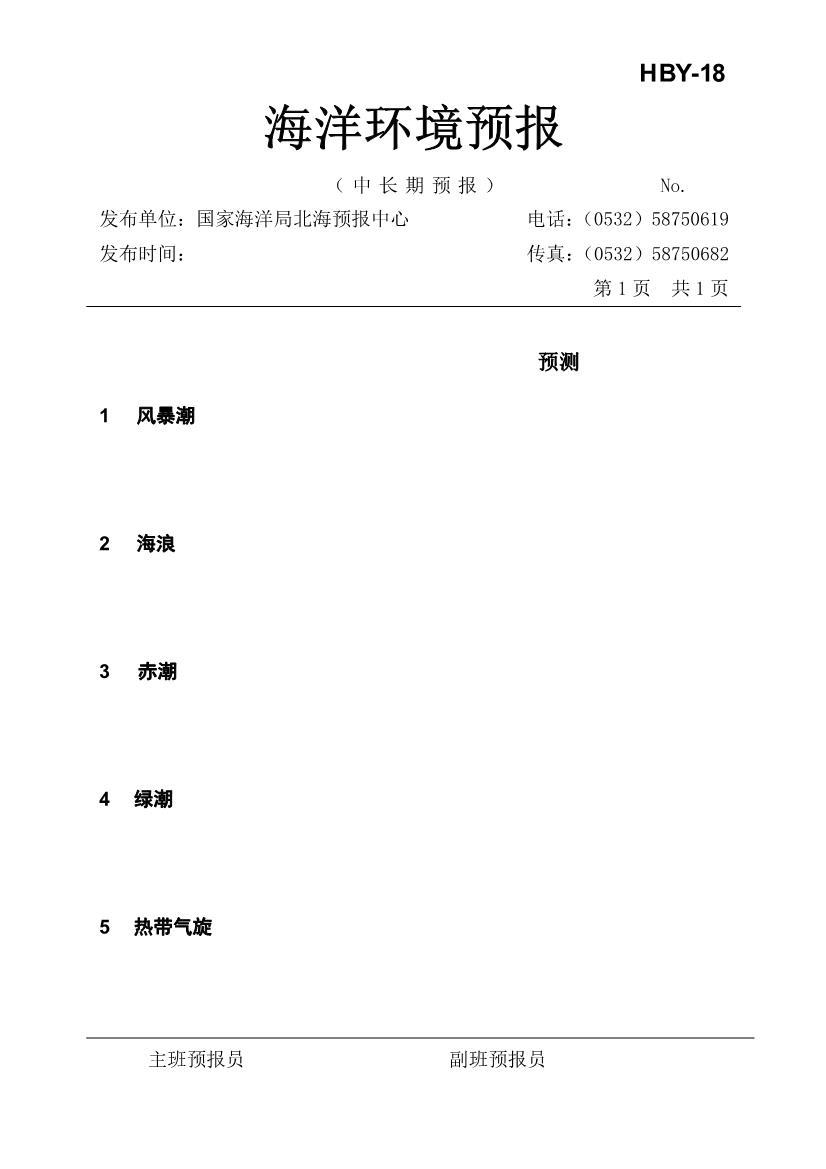 HBY-18
海洋环境预报
（中长期预报） No.
发布单位：国家海洋局北海预报中心 电话：（0532）58750619
发布时间： 传真：（0532）58750682
第1页 共1页
预测
1 风暴潮
2 海浪
3 赤潮
4 绿潮
5 热带气旋
主班预报员 副班预报员